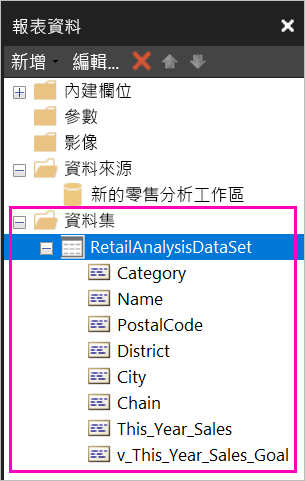 報表資料
新增 編輯...
內建欄位
參數
影像
資料來源
新的零售分析工作區
資料集
RetailAnalysisDataSet
Category
Name
PostalCode
District
City
Chain
This_Year_Sales
v_This_Year_Sales_Goal